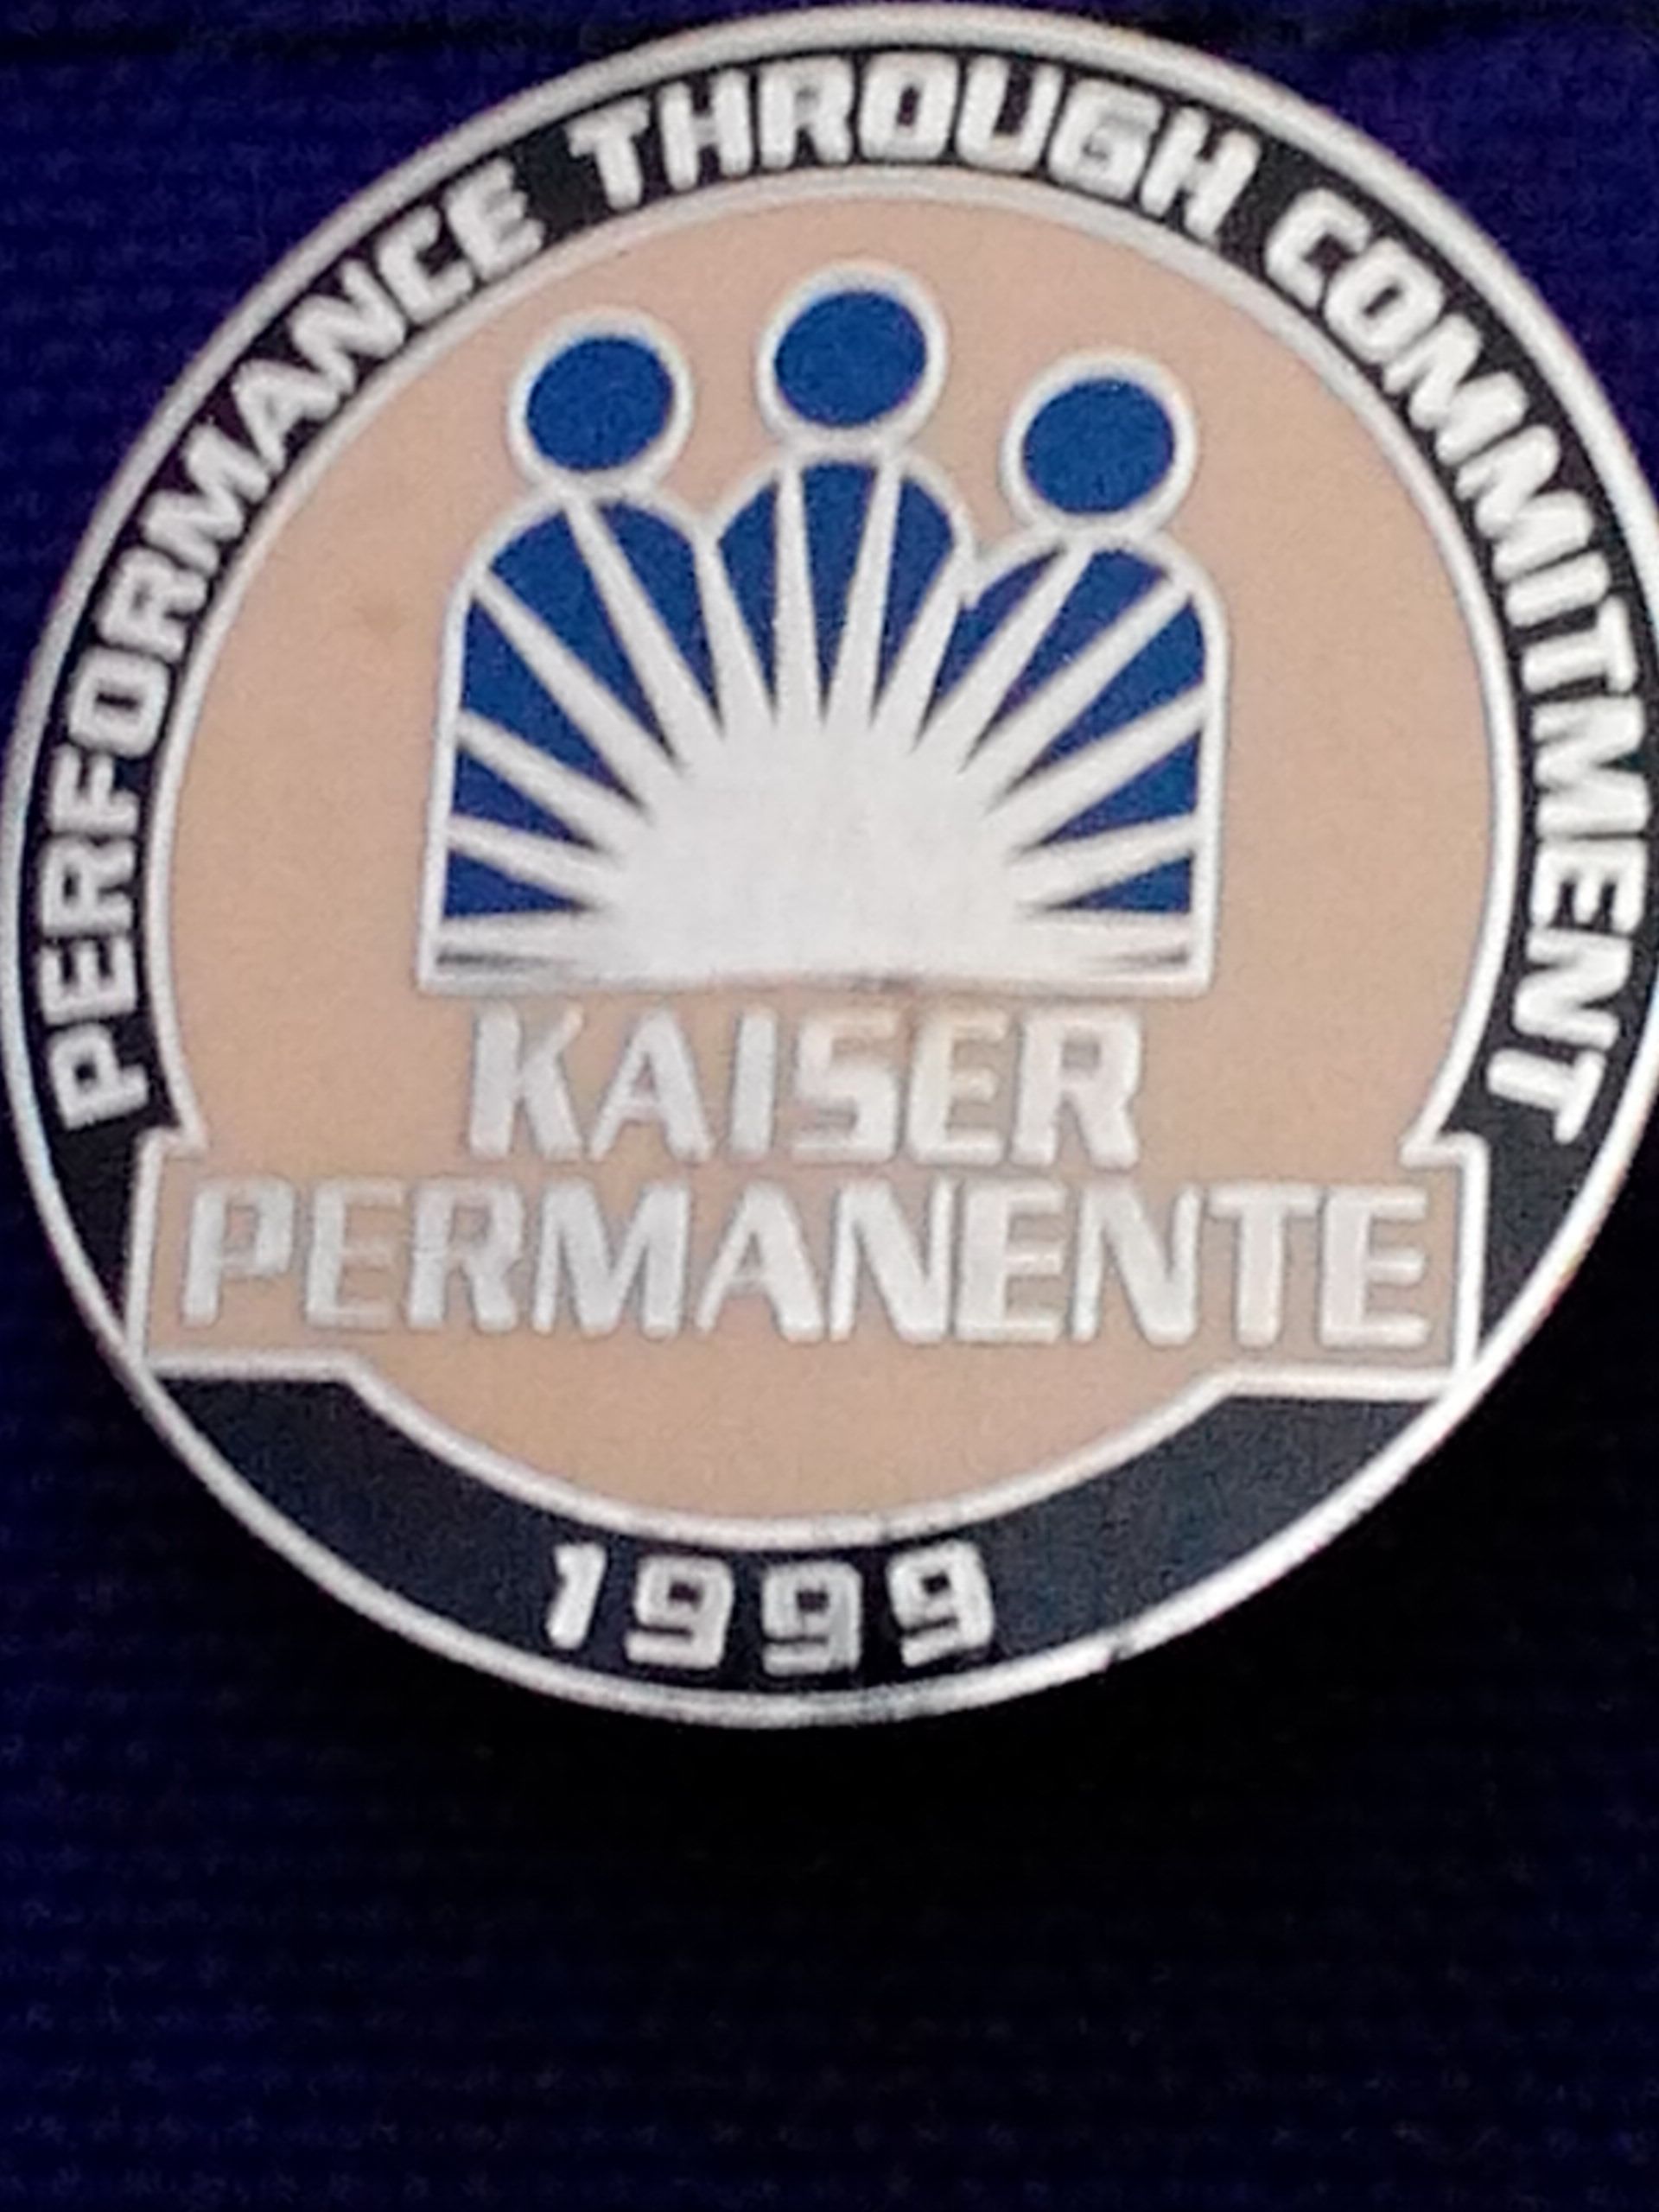 PERFORMANCE THROUGH COMMITMENT
KAISER
PERMANENTE
1999